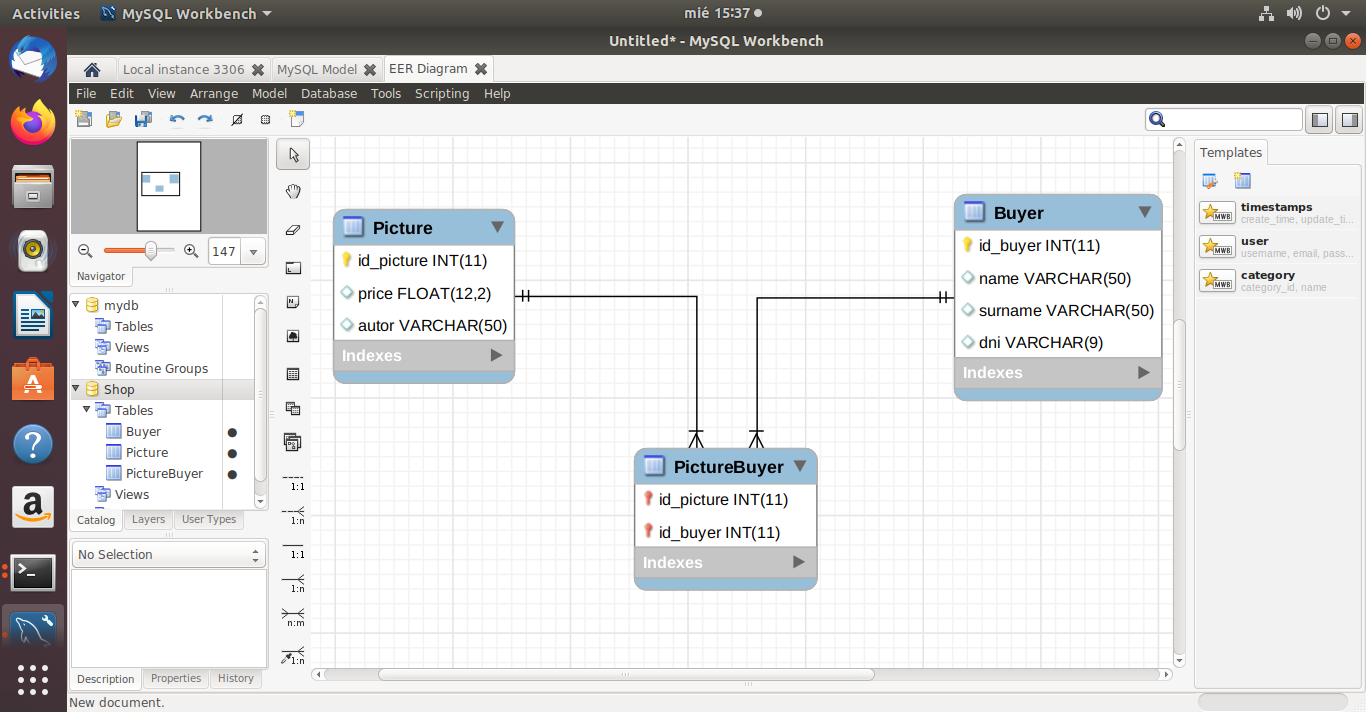 Activities MySQL Workbench mié 15:37
Untitled* - MySQL Workbench
Local instance 3306 MySQL Model EER Diagram
File Edit View Arrange Model Database Tools Scripting Help
147
Navigator
mydb
Tables
Views
Routine Groups
Shop
Tables
Buyer
Picture
PictureBuyer
Views
Catalog Layers User Types
No Selection
Description Properties History
New document.
1:1
1:n
1:1
1:n
n:m
1:n
Picture
id_picture INT(11)
price FLOAT(12,2)
autor VARCHAR(50)
Indexes
Buyer
id_buyer INT(11)
name VARCHAR(50)
surname VARCHAR(50)
dni VARCHAR(9)
Indexes
PictureBuyer
id_picture INT(11)
id_buyer INT(11)
Indexes
Templates
MWB timestamps
create_time, update_ti...
MWB user
username, email, pass...
MWB category
category_id, name